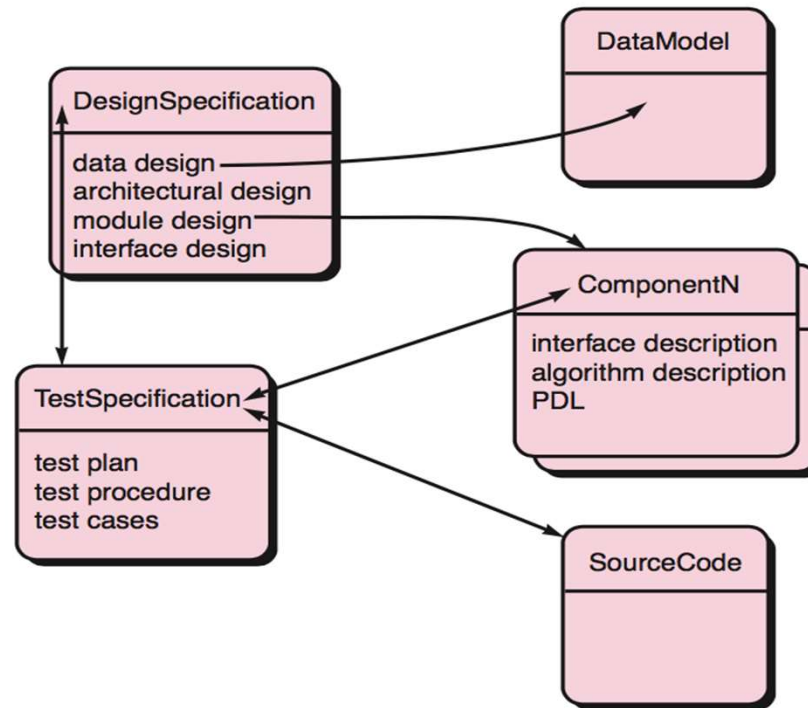 DataModel
DesignSpecification
data design
architectural design
module design
interface design
ComponentN
interface description
algorithm description
PDL
TestSpecification
test plan
test procedure
test cases
SourceCode